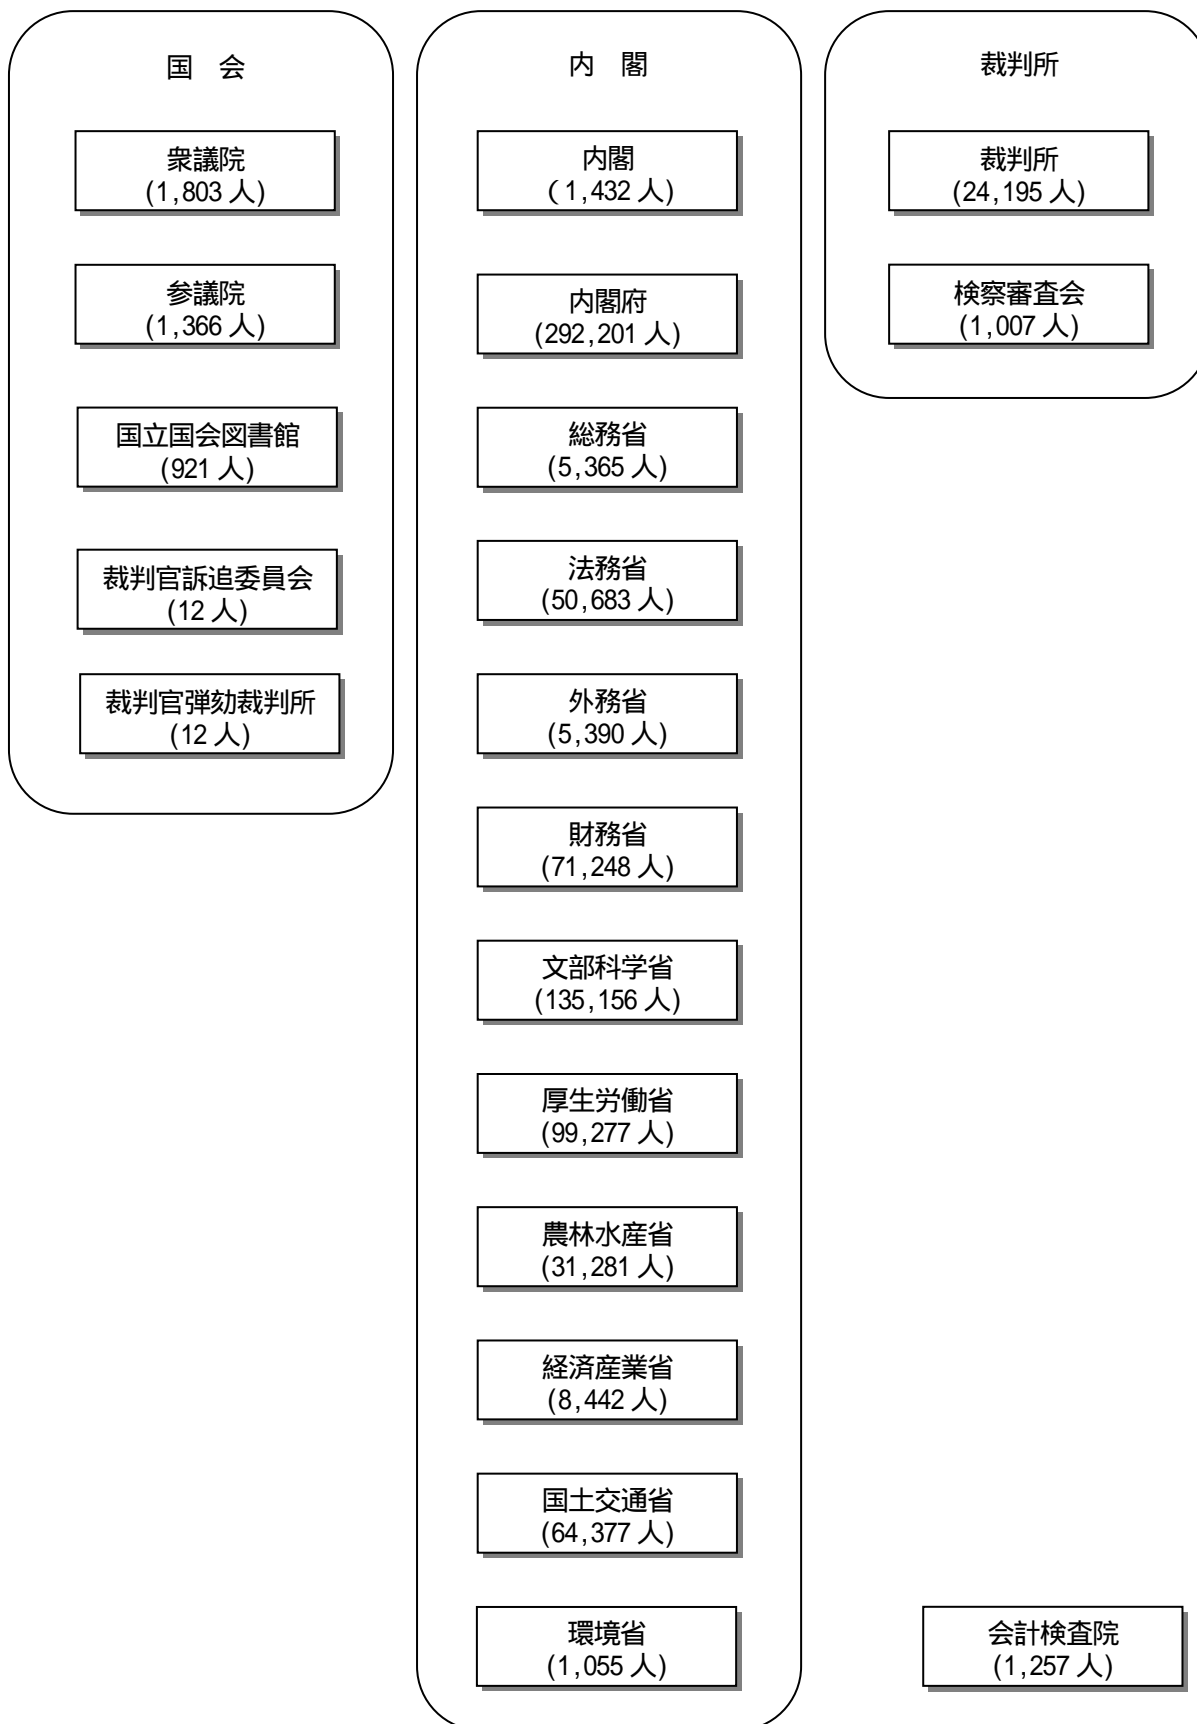 国 会
衆議院
(1,803 人)
参議院
(1,366 人)
国立国会図書館
(921 人)
裁判官訴追委員会
(12 人)
裁判官弾劾裁判所
(12 人)
内 閣
内閣
(1,432 人)
内閣府
(292,201 人)
総務省
(5,365 人)
法務省
(50,683 人)
外務省
(5,390 人)
財務省
(71,248 人)
文部科学省
(135,156 人)
厚生労働省
(99,277 人)
農林水産省
(31,281 人)
経済産業省
(8,442 人)
国土交通省
(64,377 人)
環境省
(1,055 人)
裁判所
裁判所
(24,195 人)
検察審査会
(1,007 人)
会計検査院
(1,257 人)